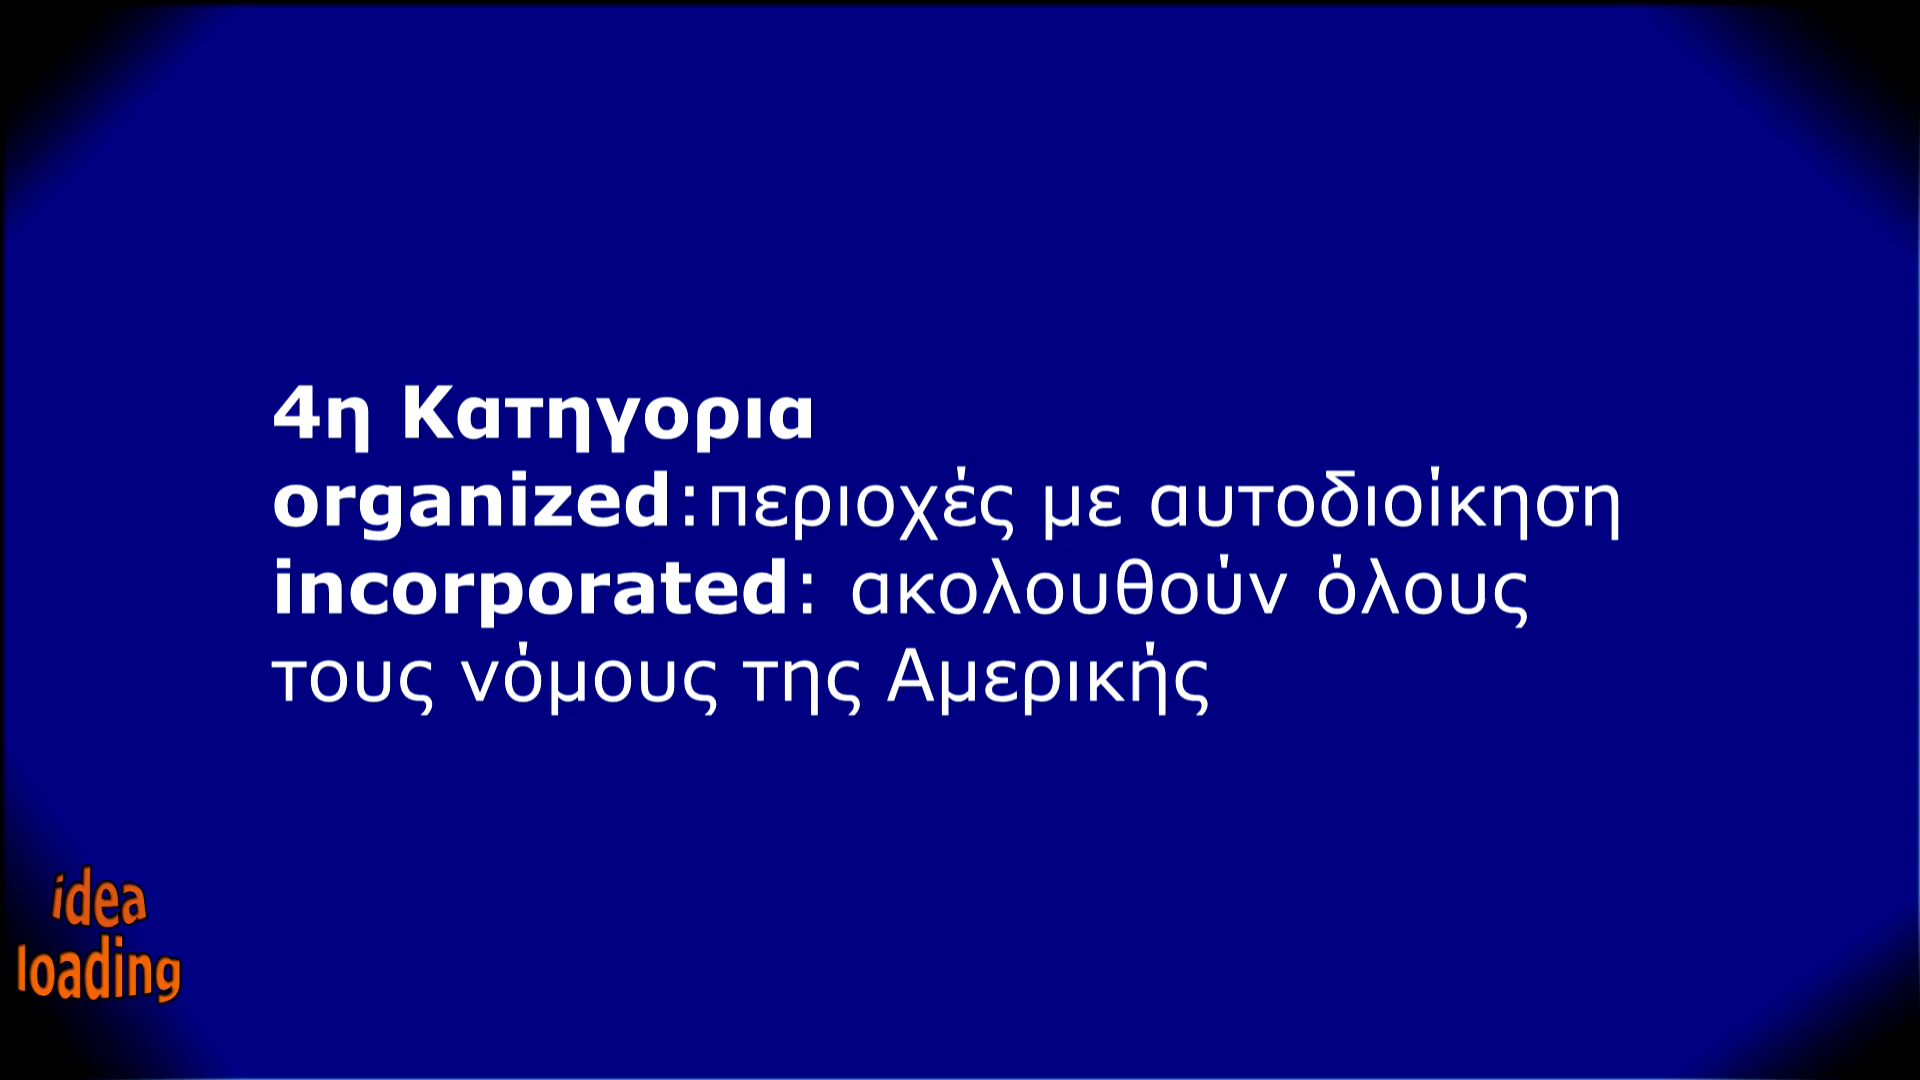 4η Κατηγορια
organized:περιοχές με αυτοδιοίκηση
incorporated: ακολουθούν όλους
τους νόμους της Αμερικής
idea
loading